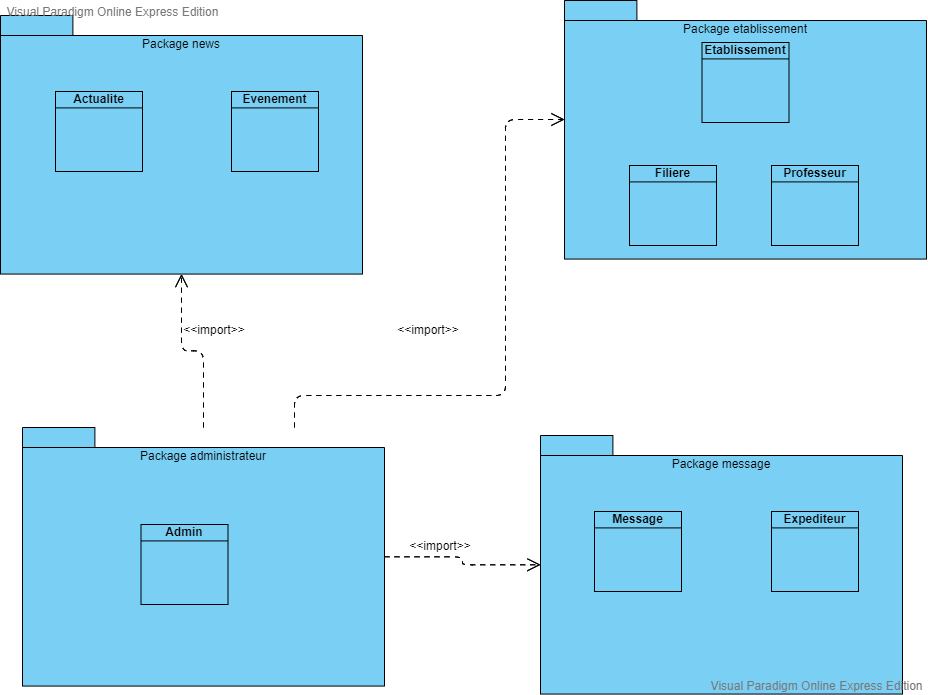 Visual Paradigm Online Express Edition
Package news
Actualite
Evenement
Package etablissement
Etablissement
Filiere
Professeur
<<import>>
<<import>>
Package administrateur
Admin
<<import>>
Package message
Message
Expediteur
Visual Paradigm Online Express Edition